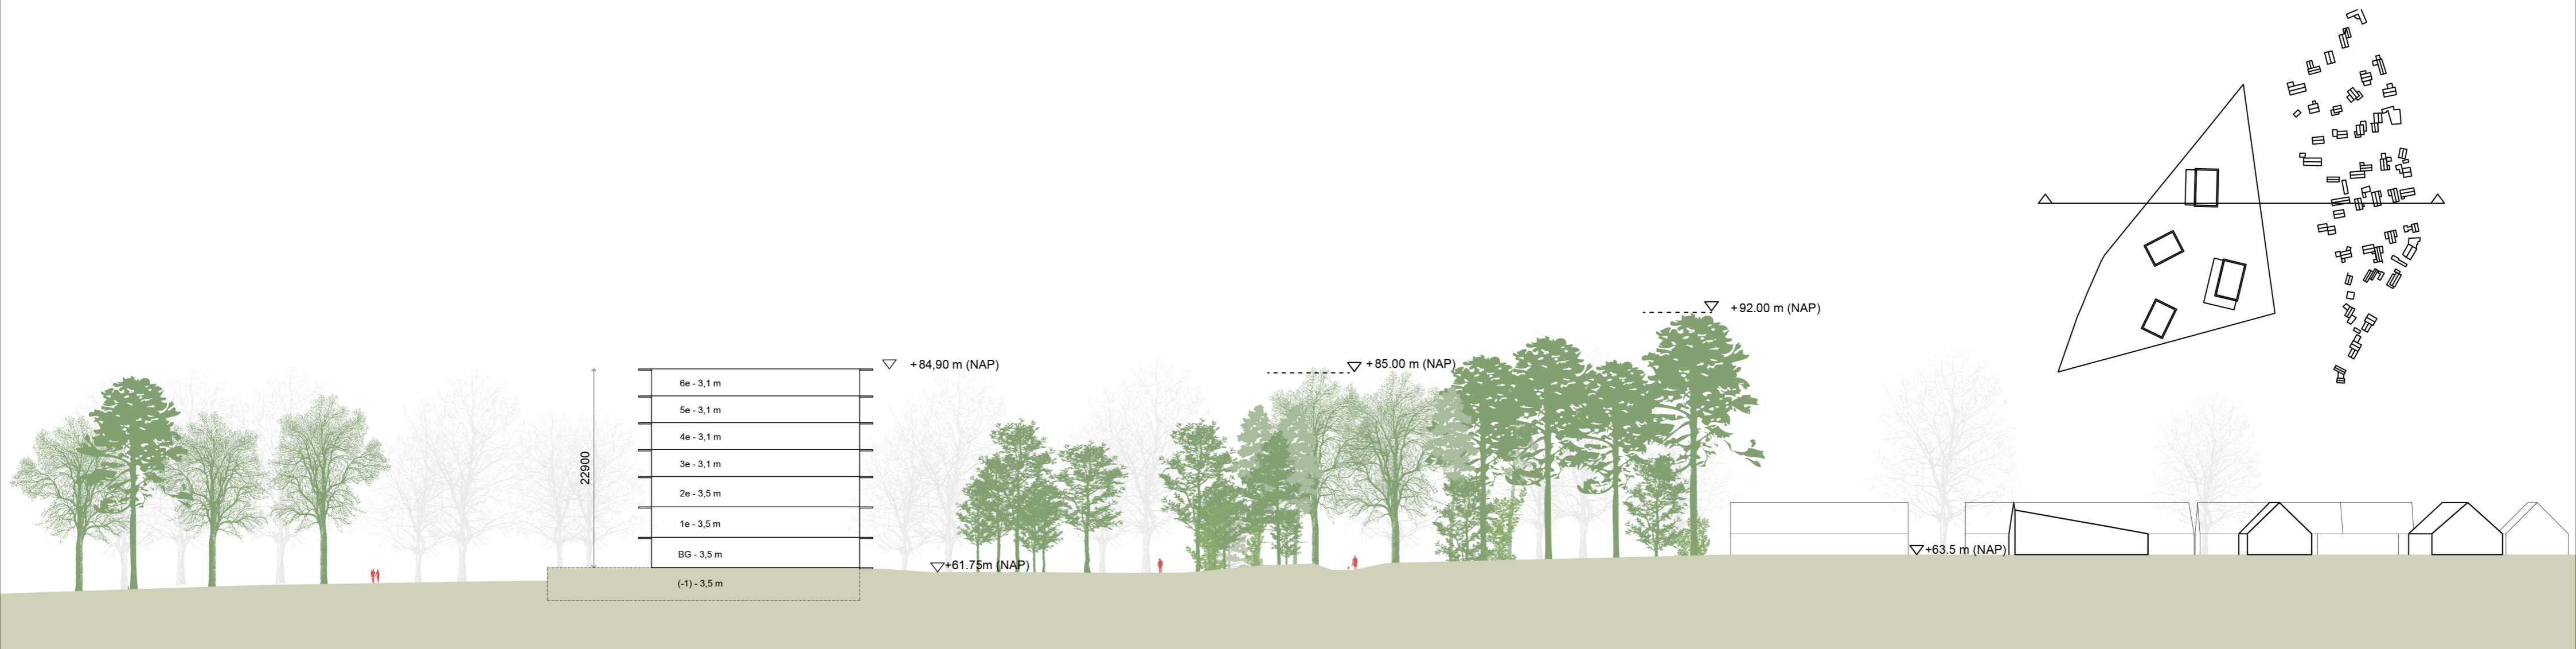 +92.00 m (NAP)
+84,90 m (NAP)
+85.00 m (NAP)
6e - 3,1 m
5e - 3,1 m
4e - 3,1 m
3e - 3,1 m
22900
2e - 3,5 m
1e - 3,5 m
BG - 3,5 m
+61.75m (NAP)
+63.5 m (NAP)
(-1) - 3,5 m